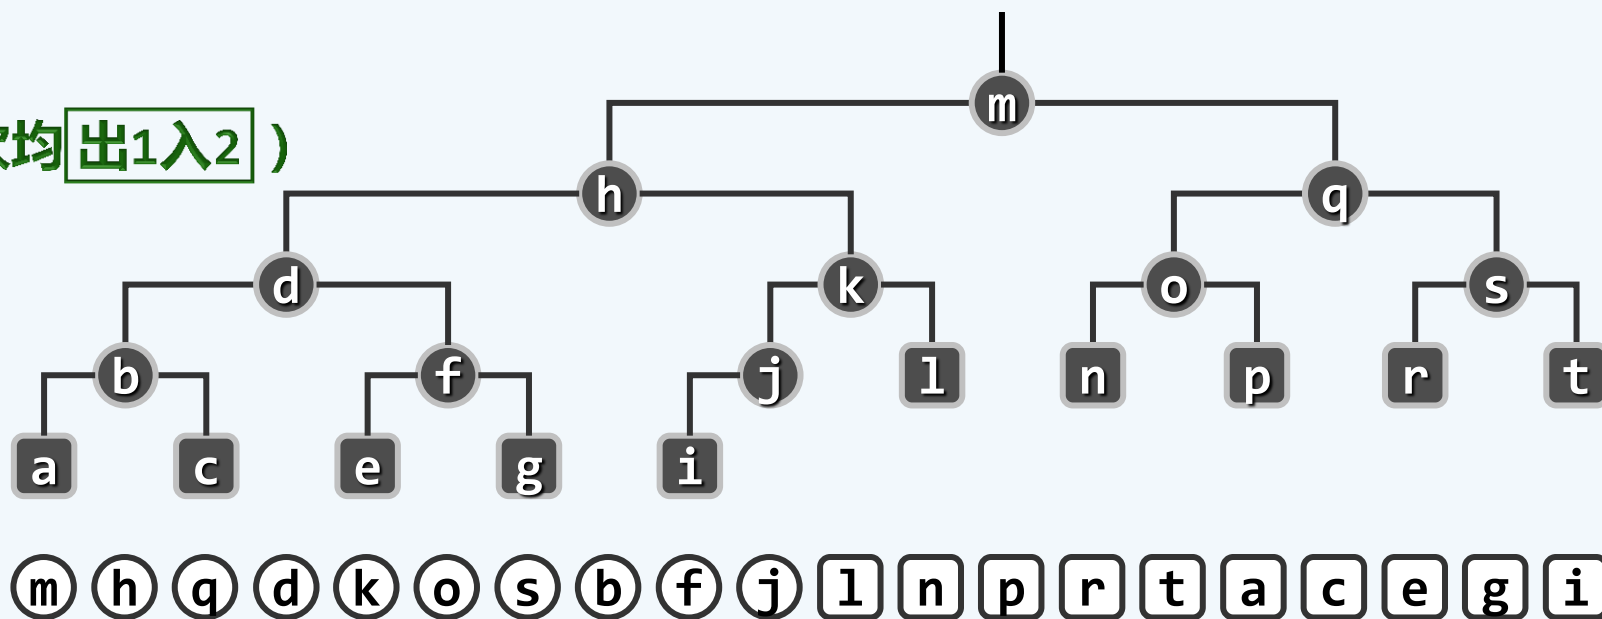 m
均出1入2）
h q
d k o s
b f j l n p r t
a c e g i
m h q d k o s b f j l n p r t a c e g i